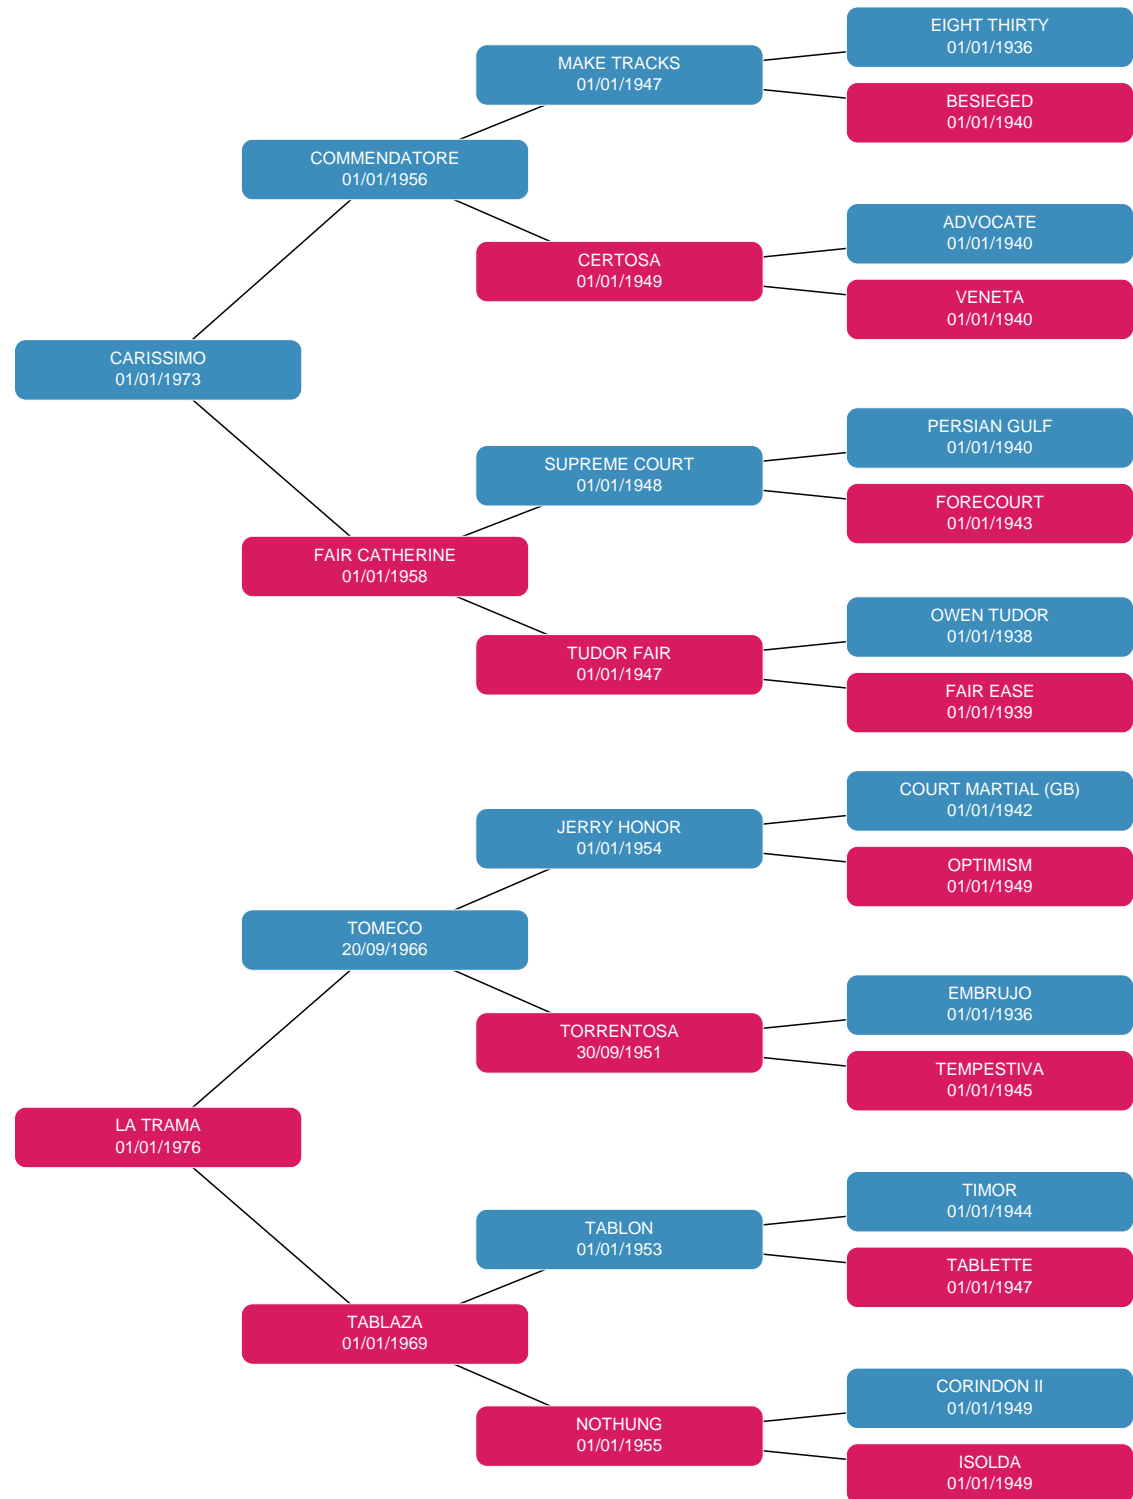 EIGHT THIRTY
01/01/1936
MAKE TRACKS
01/01/1947
BESIEGED
01/01/1940
COMMENDATORE
01/01/1956
ADVOCATE
01/01/1940
CERTOSA
01/01/1949
VENETA
01/01/1940
CARISSIMO
01/01/1973
PERSIAN GULF
01/01/1940
SUPREME COURT
01/01/1948
FORECOURT
01/01/1943
FAIR CATHERINE
01/01/1958
OWEN TUDOR
01/01/1938
TUDOR FAIR
01/01/1947
FAIR EASE
01/01/1939
COURT MARTIAL (GB)
01/01/1942
JERRY HONOR
01/01/1954
OPTIMISM
01/01/1949
TOMECO
20/09/1966
EMBRUJO
01/01/1936
TORRENTOSA
30/09/1951
TEMPESTIVA
01/01/1945
LA TRAMA
01/01/1976
TIMOR
01/01/1944
TABLON
01/01/1953
TABLETTE
01/01/1947
TABLAZA
01/01/1969
CORINDON II
01/01/1949
NOTHUNG
01/01/1955
ISOLDA
01/01/1949